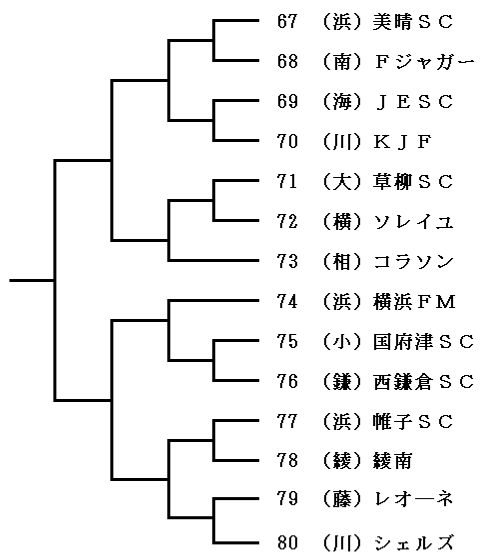 67 （浜）美晴ＳＣ
68 （南）Ｆジャガー
69 （海）ＪＥＳＣ
70 （川）ＫＪＦ
71 （大）草柳ＳＣ
72 （横）ソレイユ
73 （相）コラソン
74 （浜）横浜ＦＭ
75 （小）国府津ＳＣ
76 （鎌）西鎌倉ＳＣ
77 （浜）帷子ＳＣ
78 （綾）綾南
79 （藤）レオーネ
80 （川）シェルズ